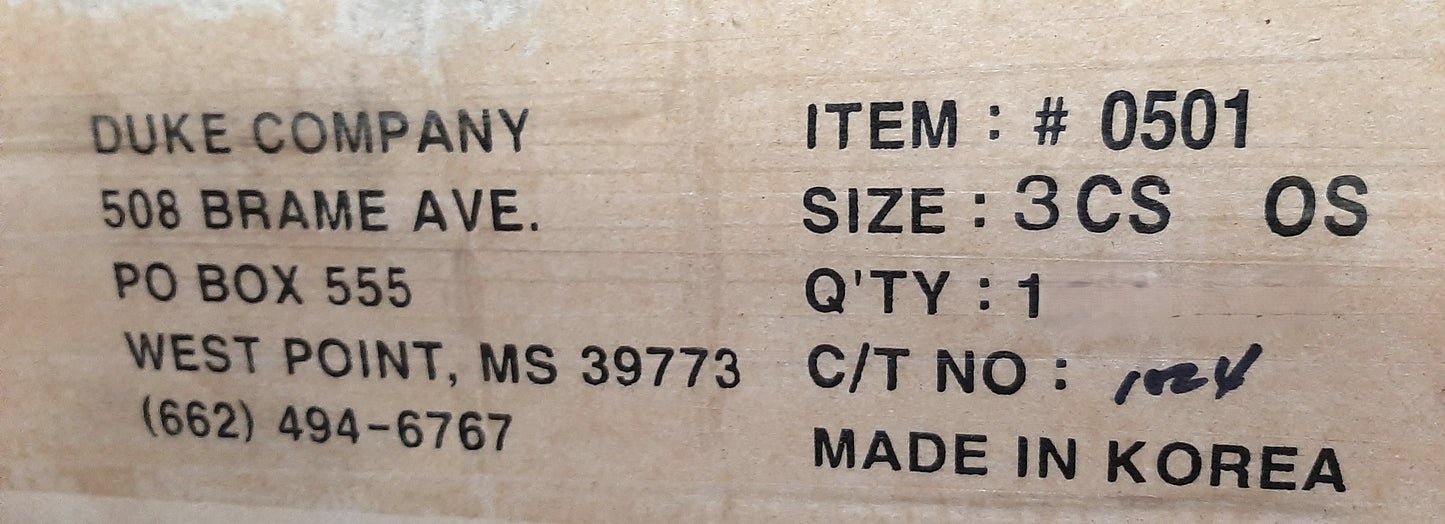 DUKE COMPANY
508 BRAME AVE.
PO BOX 555
WEST POINT, MS 39773
(662) 494-6767
ITEM : # 0501
SIZE : 3CS OS
Q'TY : 1
C/T NO : 1024
MADE IN KOREA